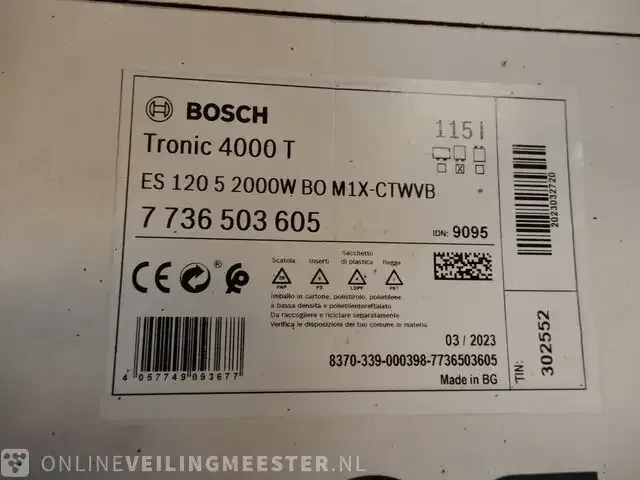 BOSCH
Tronic 4000 T
115 l
ES 120 5 2000W BO M1X-CTWVB
7 736 503 605
IDN: 9095
CE
Scatola Inserti Sacchetto di plastica Regge
PAP PS LDPE PET
Imballo in cartone, polistirolo, polietilene
a bassa densità e polietilentereftalato
Da raccogliere e riciclare separatamente
Verifica le disposizioni del tuo comune in materia
03 / 2023
8370-339-000398-7736503605
Made in BG
4 057749 093677
2023032720
TIN: 302552
ONLINEVEILINGMEESTER.NL